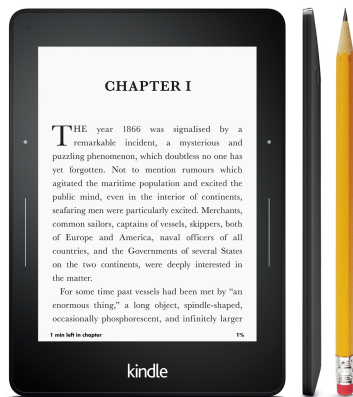 CHAPTER I
THE year 1866 was signalised by a
remarkable incident, a mysterious and
puzzling phenomenon, which doubtless no one has
yet forgotten. Not to mention rumours which
agitated the maritime population and excited the
public mind, even in the interior of continents,
seafaring men were particularly excited. Merchants,
common sailors, captains of vessels, skippers, both
of Europe and America, naval officers of all
countries, and the Governments of several States
on the two continents, were deeply interested in
the matter.
For some time past vessels had been met by “an
enormous thing,” a long object, spindle-shaped,
occasionally phosphorescent, and infinitely larger
1 min left in chapter 1%
kindle